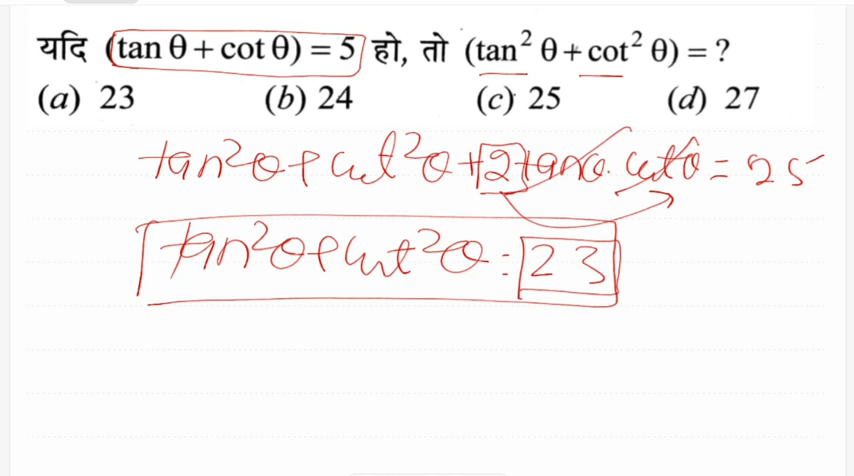 यदि (tan θ + cot θ) = 5 हो, तो (tan² θ + cot² θ) = ?
(a) 23 (b) 24 (c) 25 (d) 27
tan²θ + cot²θ + 2 tanθ . cotθ = 25
tan²θ + cot²θ = 23